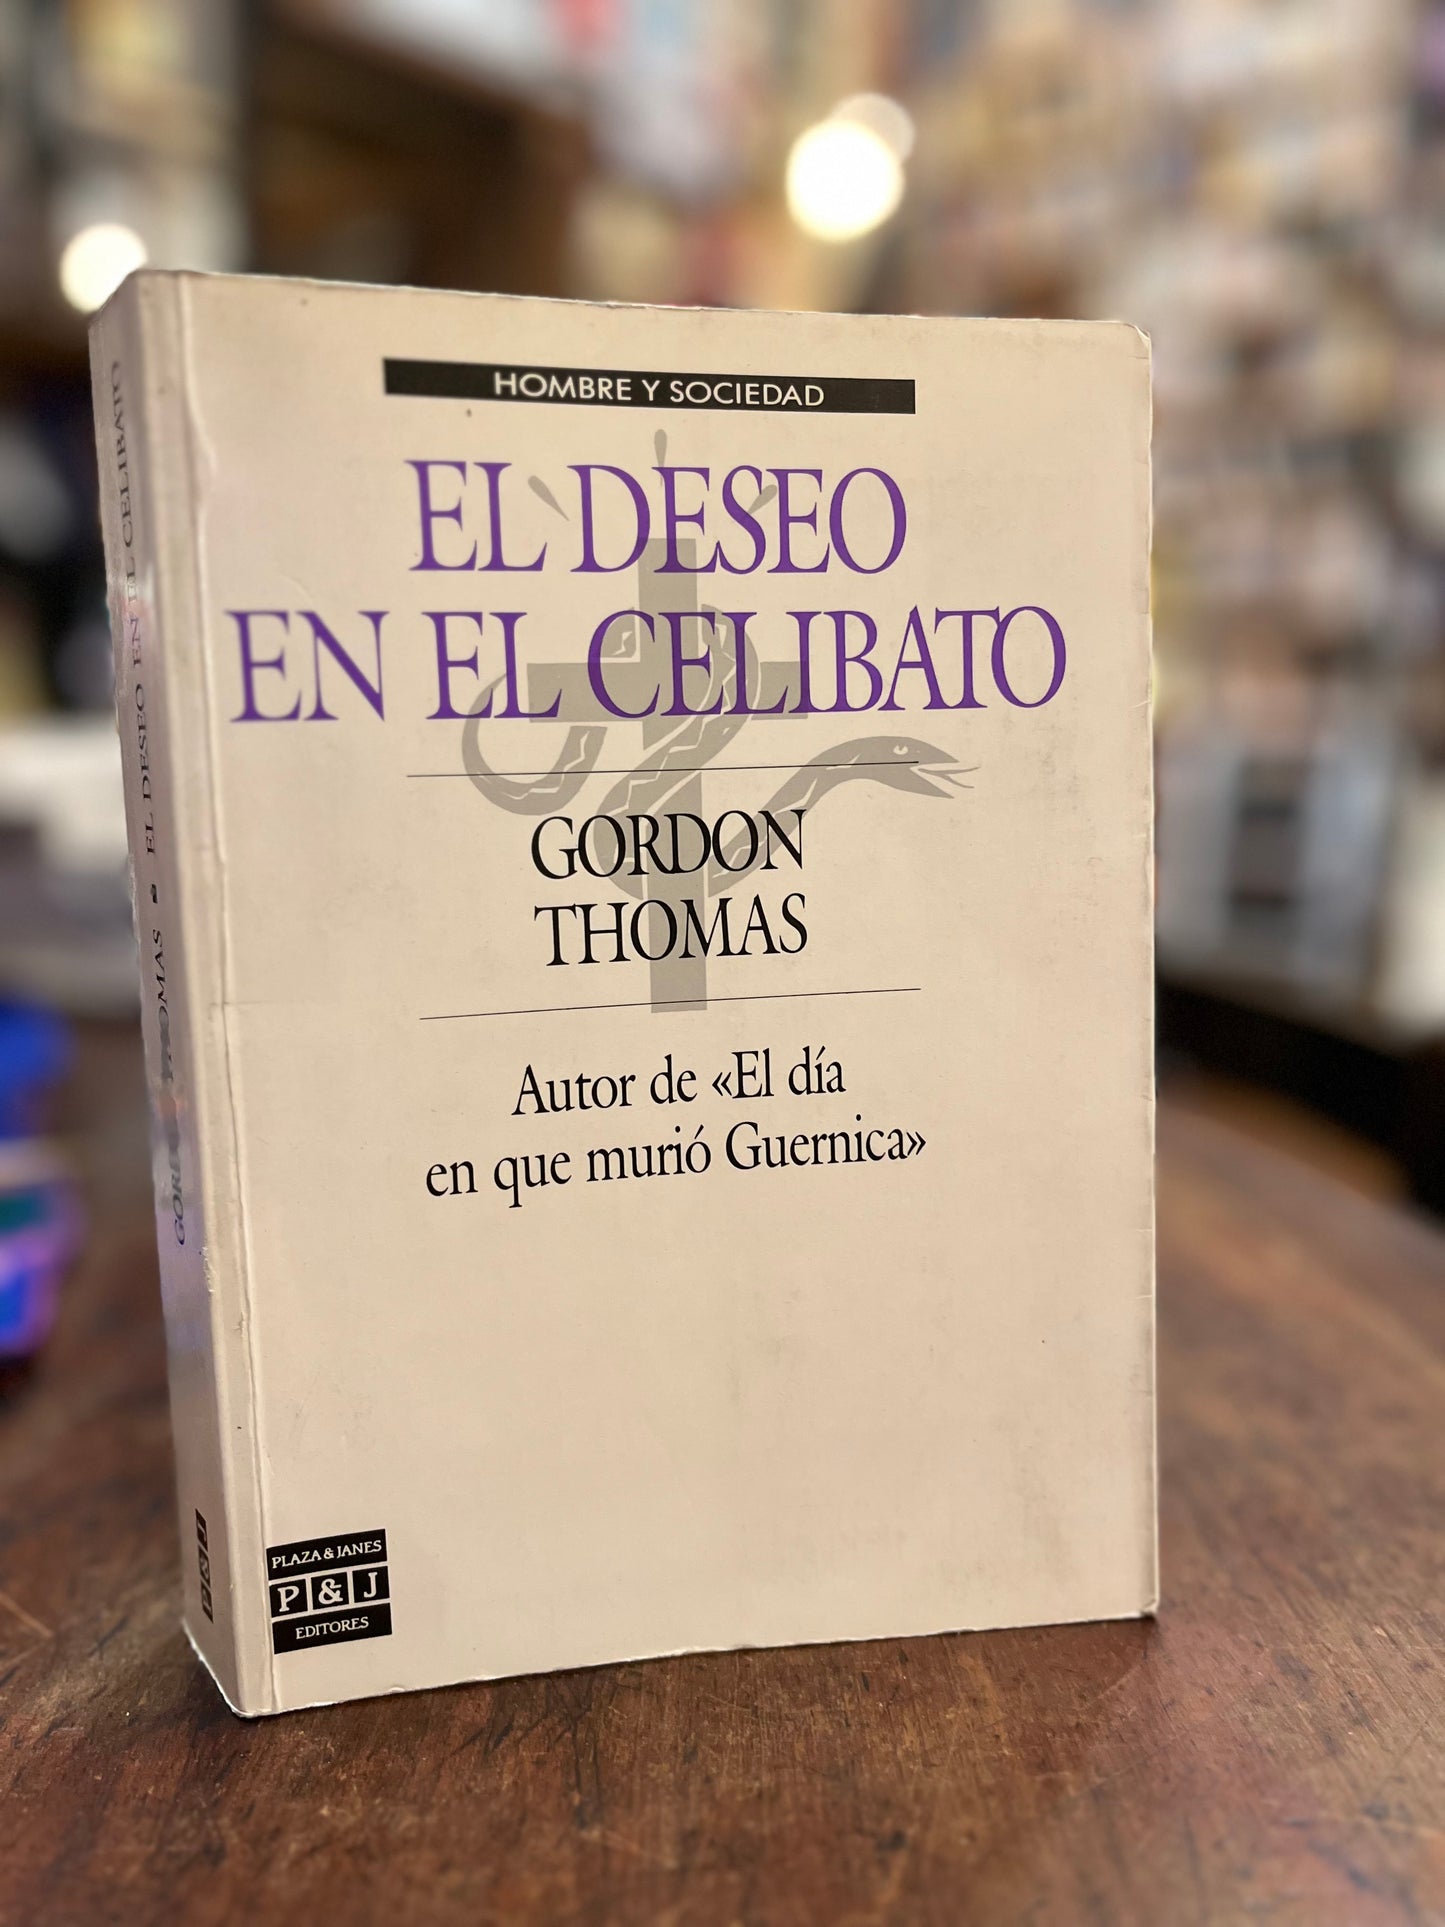 HOMBRE Y SOCIEDAD
EL DESEO
EN EL CELIBATO
GORDON
THOMAS
Autor de «El día
en que murió Guernica»
PLAZA & JANES
P & J
EDITORES
GORDON THOMAS EL DESEO EN EL CELIBATO
P&J